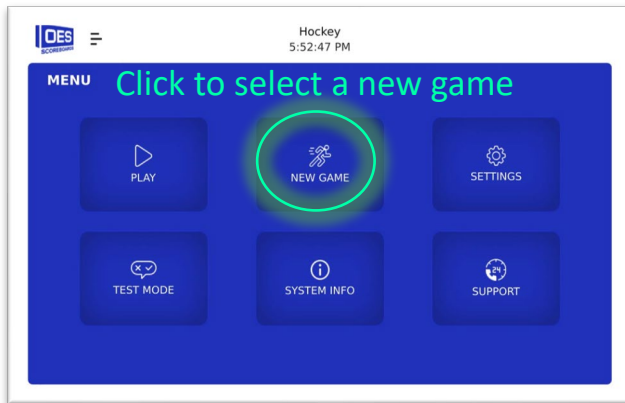 OES
SCOREBOARDS
Hockey
5:52:47 PM
MENU
Click to select a new game
PLAY
NEW GAME
SETTINGS
TEST MODE
SYSTEM INFO
24
SUPPORT